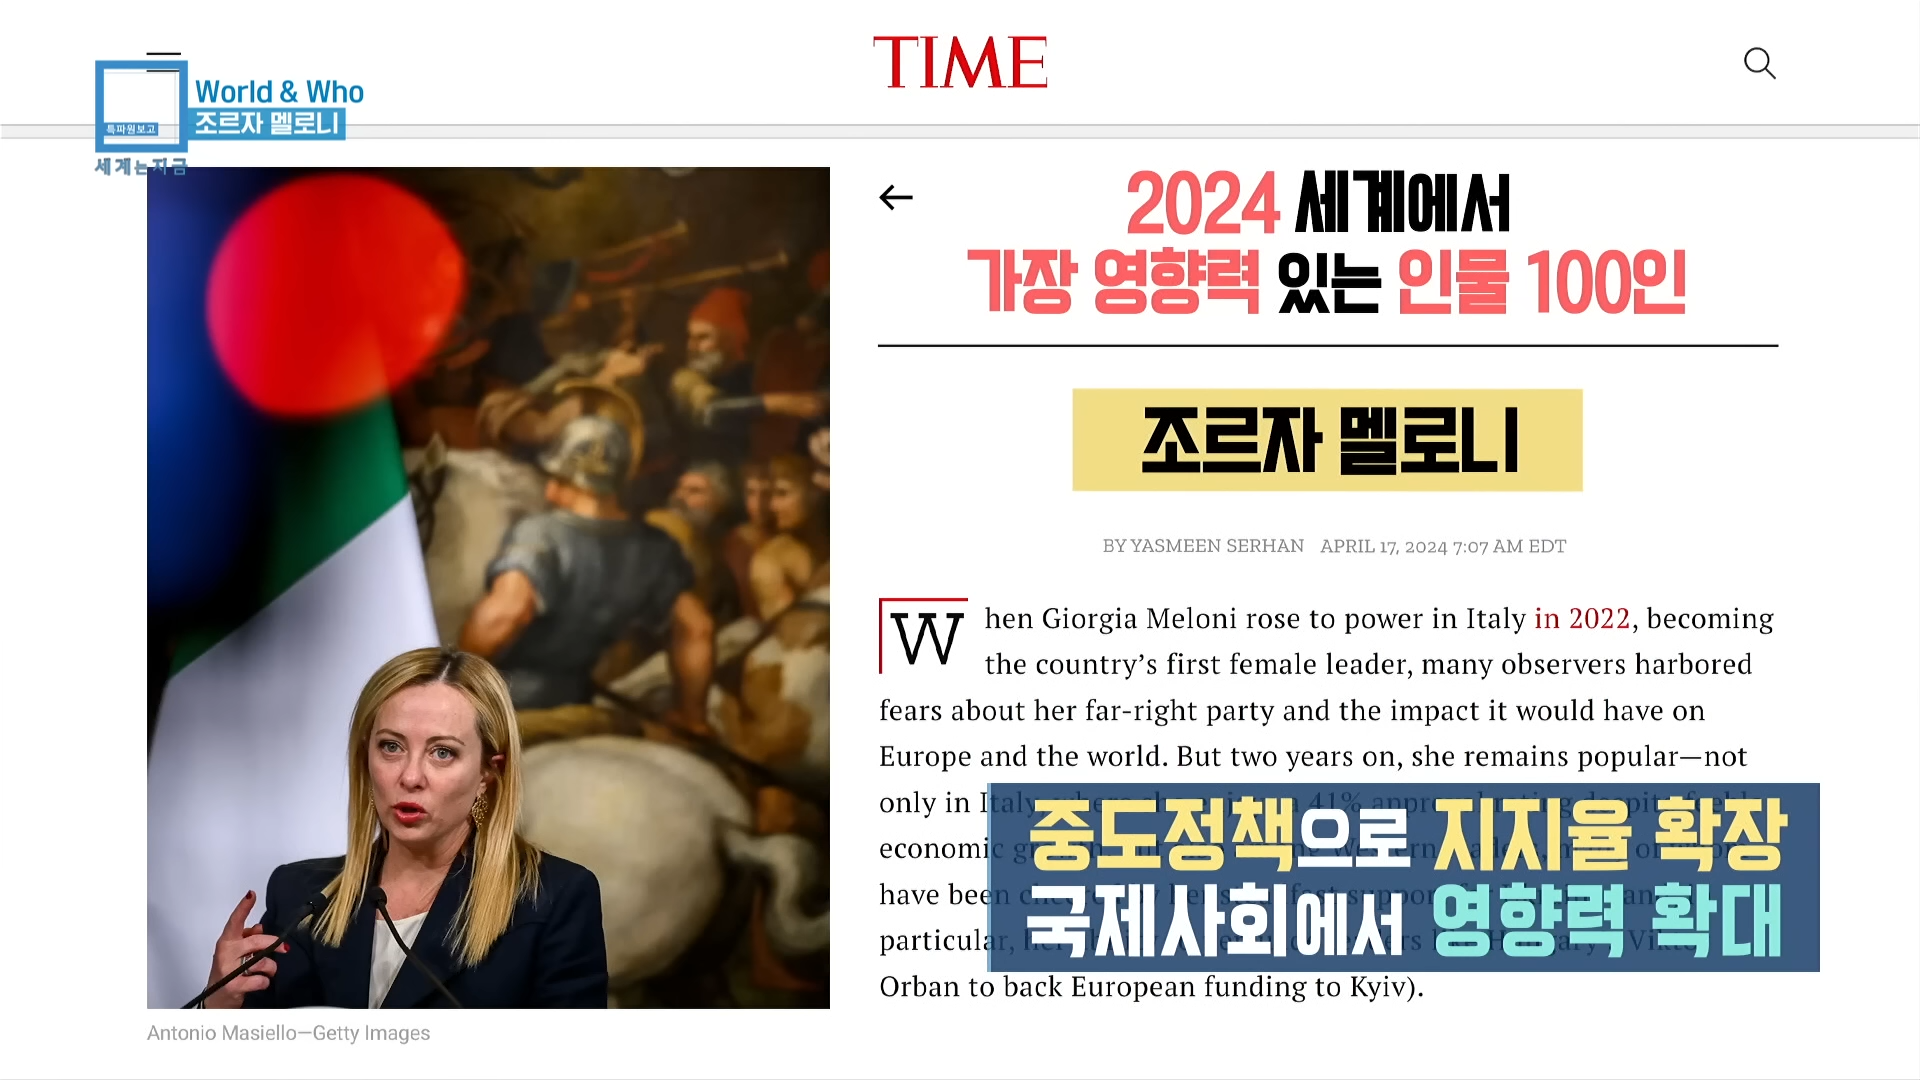 TIME
World & Who
조르자 멜로니
특파원보고
세계는지금
2024 세계에서
가장 영향력 있는 인물 100인
조르자 멜로니
BY YASMEEN SERHAN APRIL 17, 2024 7:07 AM EDT
When Giorgia Meloni rose to power in Italy in 2022, becoming
the country's first female leader, many observers harbored
fears about her far-right party and the impact it would have on
Europe and the world. But two years on, she remains popular—not
only in Italy, 41%
economic
have been
particular,
Orban to back European funding to Kyiv).
중도정책으로 지지율 확장
국제사회에서 영향력 확대
Antonio Masiello—Getty Images